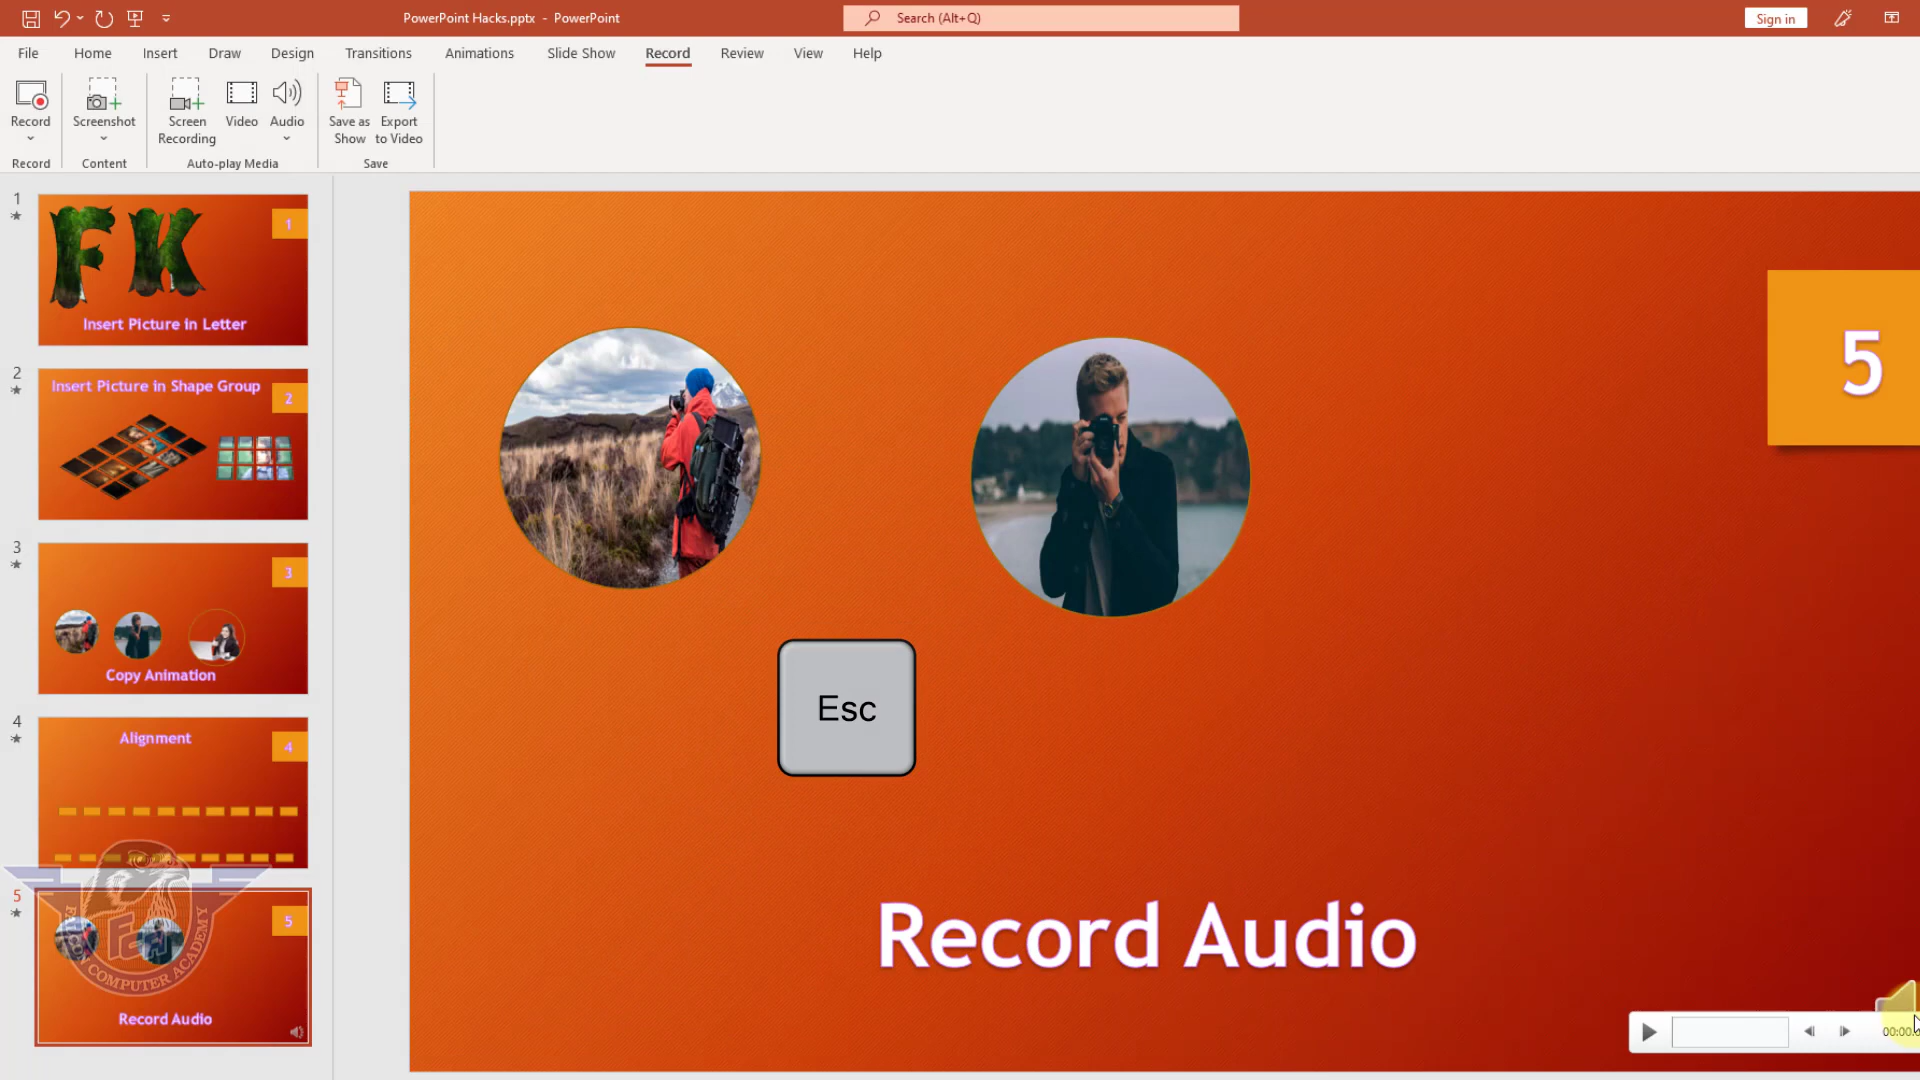 PowerPoint Hacks.pptx - PowerPoint
Search (Alt+Q)
Sign in
File Home Insert Draw Design Transitions Animations Slide Show Record Review View Help
Record
Screenshot
Screen
Recording
Video
Audio
Save as
Show
Export
to Video
Record
Content
Auto-play Media
Save
1
FK
1
Insert Picture in Letter
2
Insert Picture in Shape Group
2
3
3
Copy Animation
4
Alignment
4
5
5
FALCON COMPUTER ACADEMY
Record Audio
5
Esc
Record Audio
00:00.